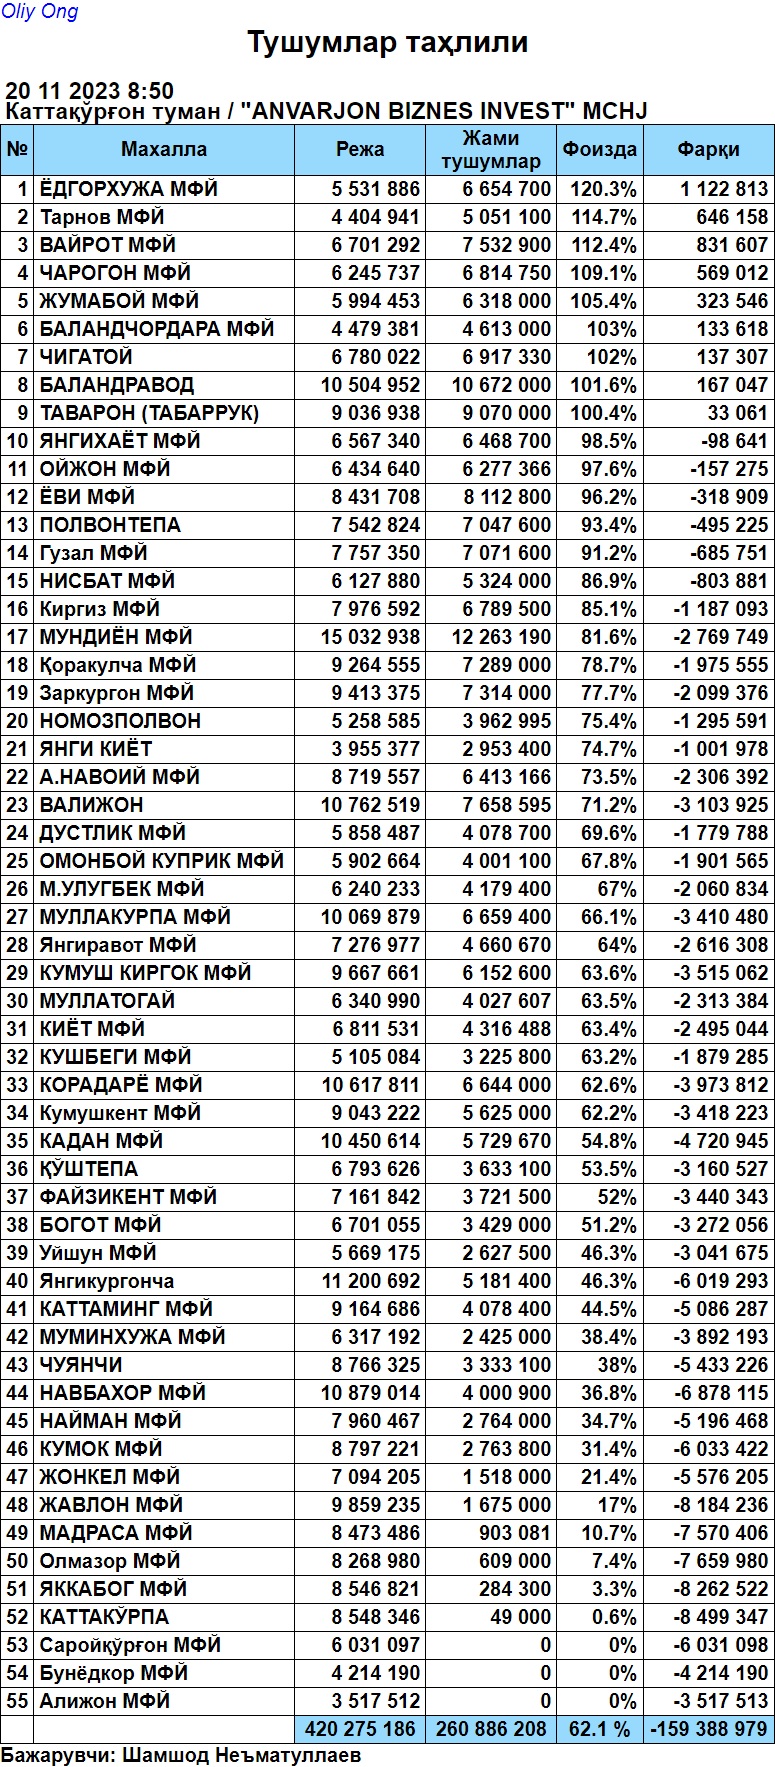 Oliy Ong
Тушумлар таҳлили
20 11 2023 8:50
Каттақўрғон туман / "ANVARJON BIZNES INVEST" MCHJ
№ Махалла Режа Жами тушумлар Фоизда Фарқи
1 ЁДГОРХУЖА МФЙ 5 531 886 6 654 700 120.3% 1 122 813
2 Тарнов МФЙ 4 404 941 5 051 100 114.7% 646 158
3 ВАЙРОТ МФЙ 6 701 292 7 532 900 112.4% 831 607
4 ЧАРОГОН МФЙ 6 245 737 6 814 750 109.1% 569 012
5 ЖУМАБОЙ МФЙ 5 994 453 6 318 000 105.4% 323 546
6 БАЛАНДЧОРДАРА МФЙ 4 479 381 4 613 000 103% 133 618
7 ЧИГАТОЙ 6 780 022 6 917 330 102% 137 307
8 БАЛАНДРАВОД 10 504 952 10 672 000 101.6% 167 047
9 ТАВАРОН (ТАБАРРУК) 9 036 938 9 070 000 100.4% 33 061
10 ЯНГИХАЁТ МФЙ 6 567 340 6 468 700 98.5% -98 641
11 ОЙЖОН МФЙ 6 434 640 6 277 366 97.6% -157 275
12 ЁВИ МФЙ 8 431 708 8 112 800 96.2% -318 909
13 ПОЛВОНТЕПА 7 542 824 7 047 600 93.4% -495 225
14 Гузал МФЙ 7 757 350 7 071 600 91.2% -685 751
15 НИСБАТ МФЙ 6 127 880 5 324 000 86.9% -803 881
16 Киргиз МФЙ 7 976 592 6 789 500 85.1% -1 187 093
17 МУНДИЁН МФЙ 15 032 938 12 263 190 81.6% -2 769 749
18 Қоракулча МФЙ 9 264 555 7 289 000 78.7% -1 975 555
19 Заркургон МФЙ 9 413 375 7 314 000 77.7% -2 099 376
20 НОМОЗПОЛВОН 5 258 585 3 962 995 75.4% -1 295 591
21 ЯНГИ КИЁТ 3 955 377 2 953 400 74.7% -1 001 978
22 А.НАВОИЙ МФЙ 8 719 557 6 413 166 73.5% -2 306 392
23 ВАЛИЖОН 10 762 519 7 658 595 71.2% -3 103 925
24 ДУСТЛИК МФЙ 5 858 487 4 078 700 69.6% -1 779 788
25 ОМОНБОЙ КУПРИК МФЙ 5 902 664 4 001 100 67.8% -1 901 565
26 М.УЛУГБЕК МФЙ 6 240 233 4 179 400 67% -2 060 834
27 МУЛЛАКУРПА МФЙ 10 069 879 6 659 400 66.1% -3 410 480
28 Янгиравот МФЙ 7 276 977 4 660 670 64% -2 616 308
29 КУМУШ КИРГОК МФЙ 9 667 661 6 152 600 63.6% -3 515 062
30 МУЛЛАТОГАЙ 6 340 990 4 027 607 63.5% -2 313 384
31 КИЁТ МФЙ 6 811 531 4 316 488 63.4% -2 495 044
32 КУШБЕГИ МФЙ 5 105 084 3 225 800 63.2% -1 879 285
33 КОРАДАРЁ МФЙ 10 617 811 6 644 000 62.6% -3 973 812
34 Кумушкент МФЙ 9 043 222 5 625 000 62.2% -3 418 223
35 КАДАН МФЙ 10 450 614 5 729 670 54.8% -4 720 945
36 ҚЎШТЕПА 6 793 626 3 633 100 53.5% -3 160 527
37 ФАЙЗИКЕНТ МФЙ 7 161 842 3 721 500 52% -3 440 343
38 БОГОТ МФЙ 6 701 055 3 429 000 51.2% -3 272 056
39 Уйшун МФЙ 5 669 175 2 627 500 46.3% -3 041 675
40 Янгикургонча 11 200 692 5 181 400 46.3% -6 019 293
41 КАТТАМИНГ МФЙ 9 164 686 4 078 400 44.5% -5 086 287
42 МУМИНХУЖА МФЙ 6 317 192 2 425 000 38.4% -3 892 193
43 ЧУЯНЧИ 8 766 325 3 333 100 38% -5 433 226
44 НАВБАХОР МФЙ 10 879 014 4 000 900 36.8% -6 878 115
45 НАЙМАН МФЙ 7 960 467 2 764 000 34.7% -5 196 468
46 КУМОК МФЙ 8 797 221 2 763 800 31.4% -6 033 422
47 ЖОНКЕЛ МФЙ 7 094 205 1 518 000 21.4% -5 576 205
48 ЖАВЛОН МФЙ 9 859 235 1 675 000 17% -8 184 236
49 МАДРАСА МФЙ 8 473 486 903 081 10.7% -7 570 406
50 Олмазор МФЙ 8 268 980 609 000 7.4% -7 659 980
51 ЯККАБОГ МФЙ 8 546 821 284 300 3.3% -8 262 522
52 КАТТАКЎРПА 8 548 346 49 000 0.6% -8 499 347
53 Саройқўрғон МФЙ 6 031 097 0 0% -6 031 098
54 Бунёдкор МФЙ 4 214 190 0 0% -4 214 190
55 Алижон МФЙ 3 517 512 0 0% -3 517 513
420 275 186 260 886 208 62.1 % -159 388 979
Бажарувчи: Шамшод Неъматуллаев